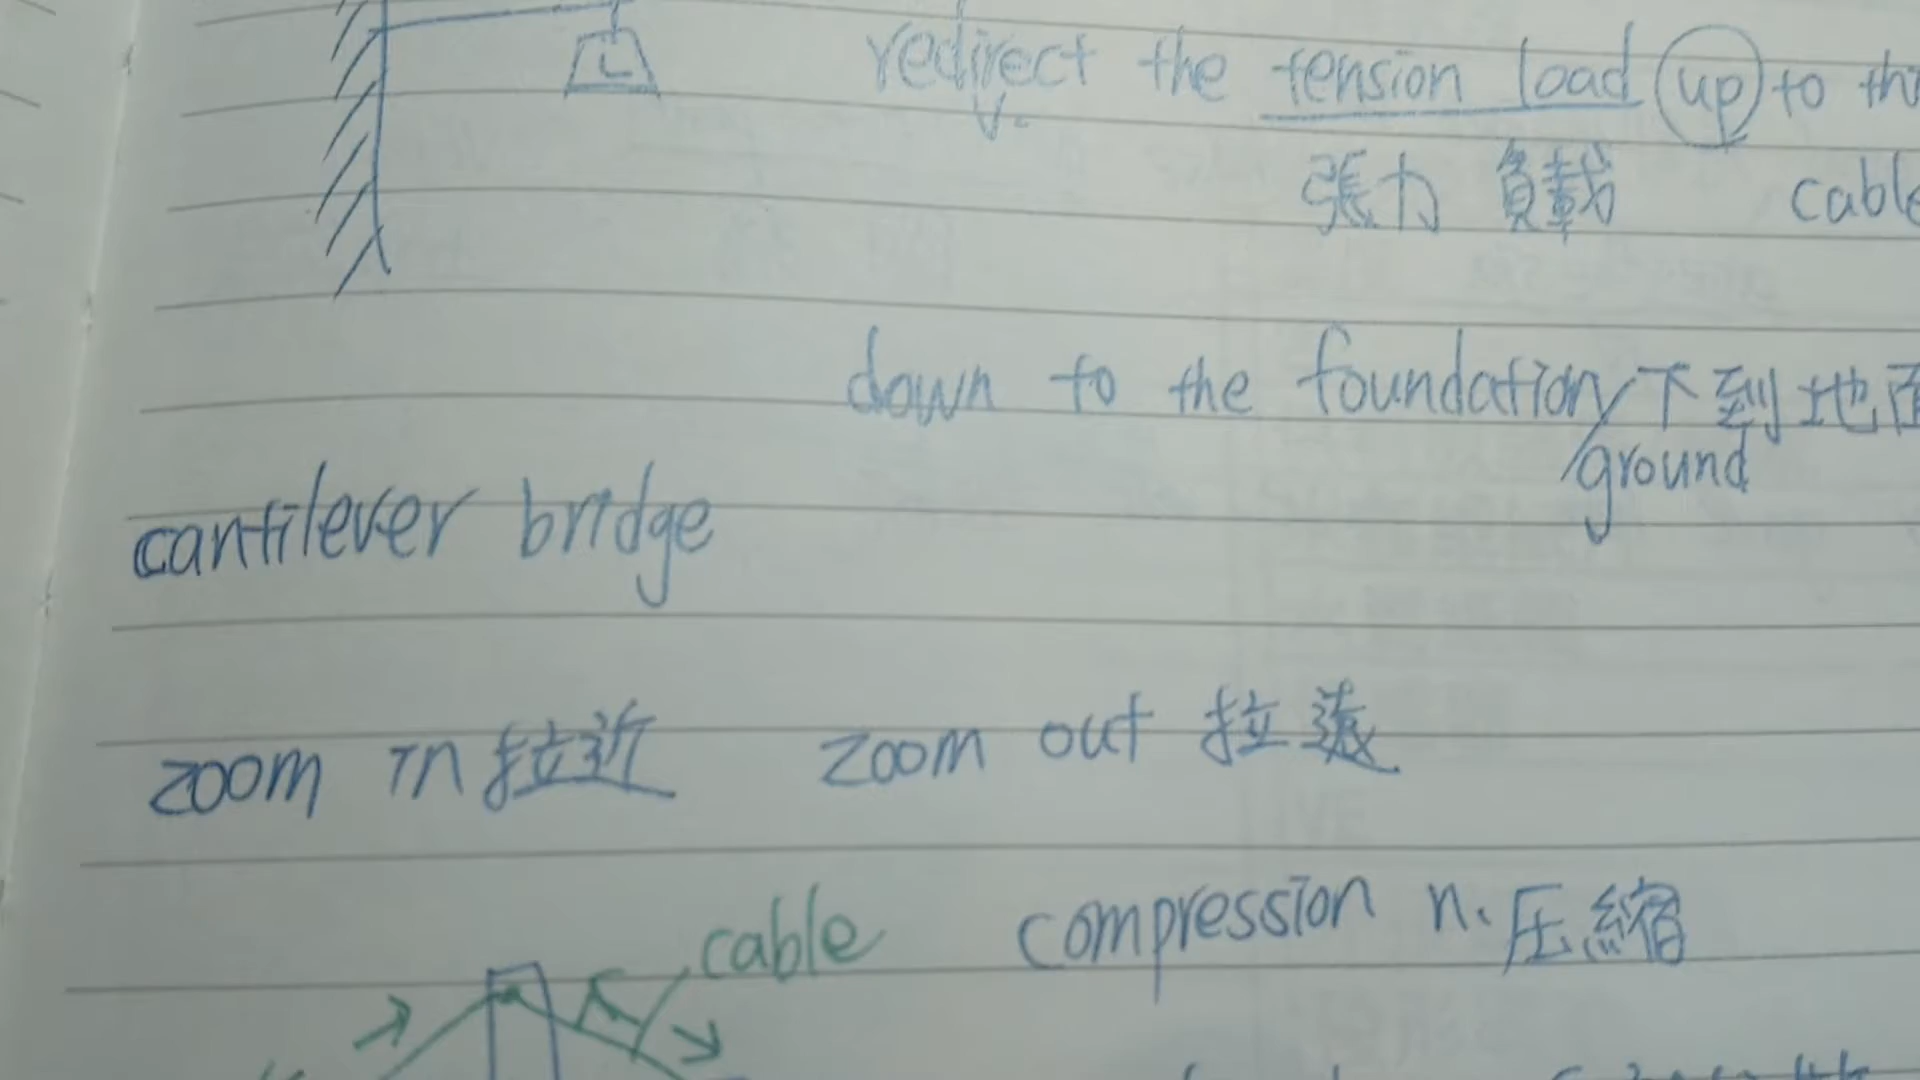 L
redirect the tension load up to th
v.
張力 負載 cable
down to the foundation/下到地面
/ground
cantilever bridge
zoom in 拉近 zoom out 拉遠
cable compression n. 压縮